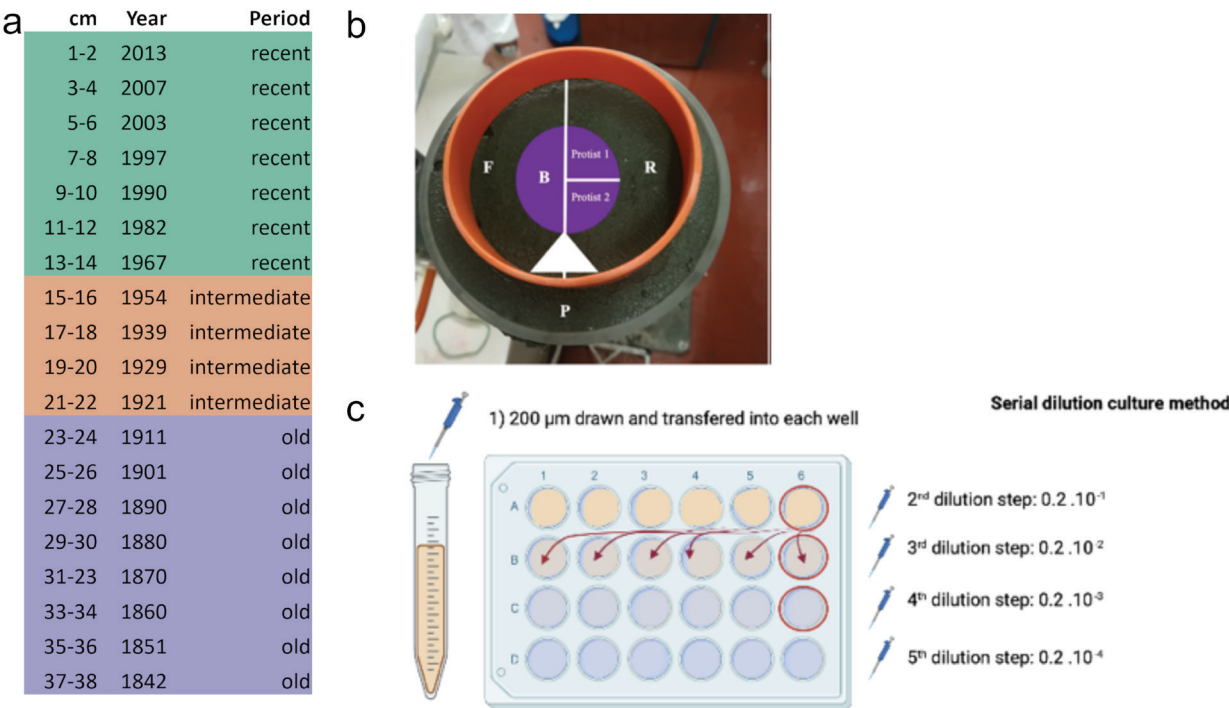 a
cm Year Period
1-2 2013 recent
3-4 2007 recent
5-6 2003 recent
7-8 1997 recent
9-10 1990 recent
11-12 1982 recent
13-14 1967 recent
15-16 1954 intermediate
17-18 1939 intermediate
19-20 1929 intermediate
21-22 1921 intermediate
23-24 1911 old
25-26 1901 old
27-28 1890 old
29-30 1880 old
31-23 1870 old
33-34 1860 old
35-36 1851 old
37-38 1842 old
b
Protist 1
F B R
Protist 2
P
c
1) 200 µm drawn and transfered into each well
Serial dilution culture method
1 2 3 4 5 6
A
B
C
D
2rd dilution step: 0.2 .10-1
3rd dilution step: 0.2 .10-2
4th dilution step: 0.2 .10-3
5th dilution step: 0.2 .10-4